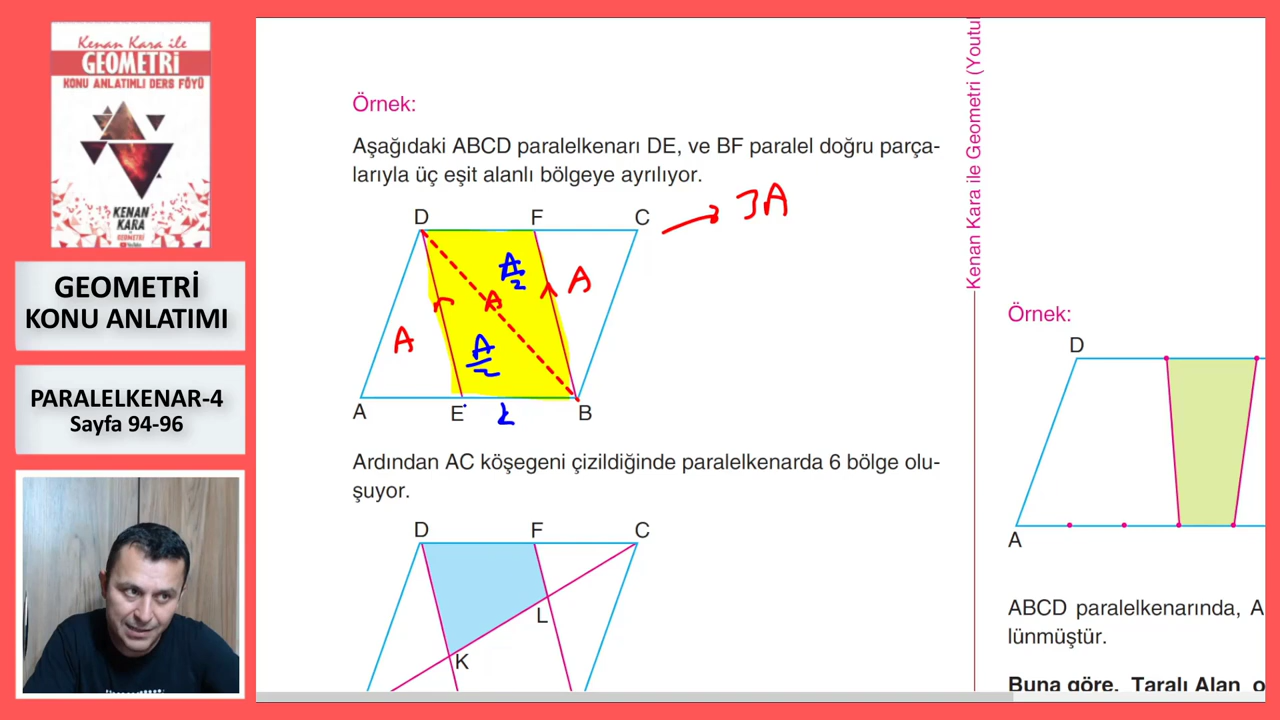 Kenan Kara ile
GEOMETRİ
KONU ANLATIMLI DERS FÖYÜ
KENAN
KARA
GEOMETRİ
GEOMETRİ
KONU ANLATIMI
PARALELKENAR-4
Sayfa 94-96
Örnek:
Aşağıdaki ABCD paralelkenarı DE, ve BF paralel doğru parça-
larıyla üç eşit alanlı bölgeye ayrılıyor.
D F C
3A
A/2
A
A
A
A/2
A E B
Ardından AC köşegeni çizildiğinde paralelkenarda 6 bölge olu-
şuyor.
D F C
L
K
Kenan Kara ile Geometri (Youtu
Örnek:
D
A
ABCD paralelkenarında, A
lünmüştür.
Buna göre, Taralı Alan o